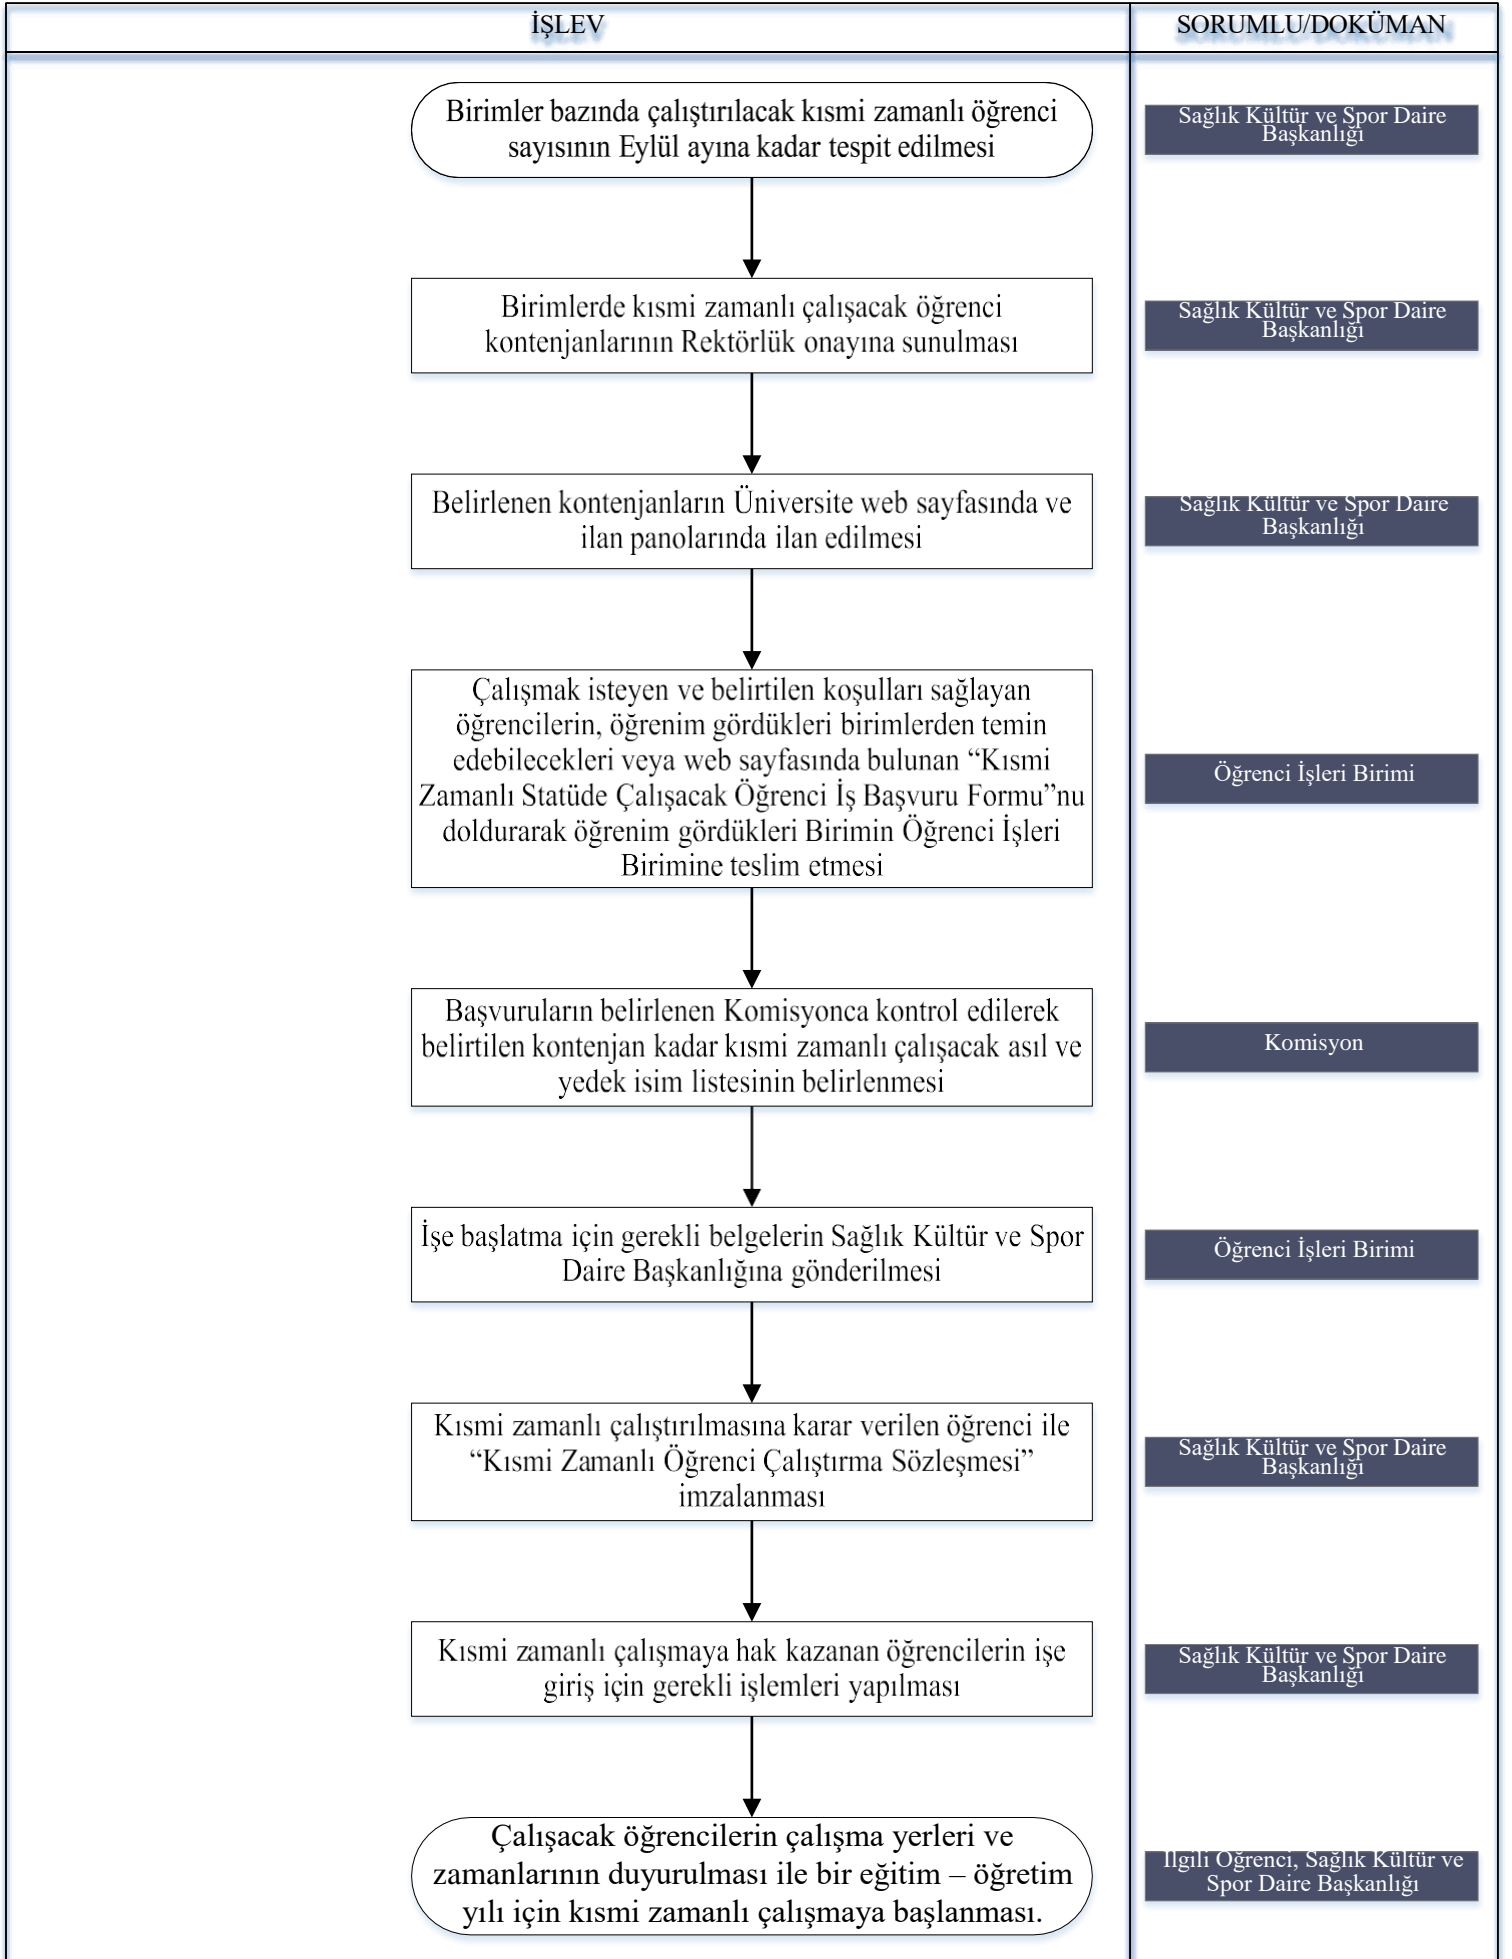 İŞLEV
SORUMLU/DOKÜMAN
Birimler bazında çalıştırılacak kısmi zamanlı öğrenci
sayısının Eylül ayına kadar tespit edilmesi
Sağlık Kültür ve Spor Daire
Başkanlığı
Birimlerde kısmi zamanlı çalışacak öğrenci
kontenjanlarının Rektörlük onayına sunulması
Sağlık Kültür ve Spor Daire
Başkanlığı
Belirlenen kontenjanların Üniversite web sayfasında ve
ilan panolarında ilan edilmesi
Sağlık Kültür ve Spor Daire
Başkanlığı
Çalışmak isteyen ve belirtilen koşulları sağlayan
öğrencilerin, öğrenim gördükleri birimlerden temin
edebilecekleri veya web sayfasında bulunan “Kısmi
Zamanlı Statüde Çalışacak Öğrenci İş Başvuru Formu”nu
doldurarak öğrenim gördükleri Birimin Öğrenci İşleri
Birimine teslim etmesi
Öğrenci İşleri Birimi
Başvuruların belirlenen Komisyonca kontrol edilerek
belirtilen kontenjan kadar kısmi zamanlı çalışacak asıl ve
yedek isim listesinin belirlenmesi
Komisyon
İşe başlatma için gerekli belgelerin Sağlık Kültür ve Spor
Daire Başkanlığına gönderilmesi
Öğrenci İşleri Birimi
Kısmi zamanlı çalıştırılmasına karar verilen öğrenci ile
“Kısmi Zamanlı Öğrenci Çalıştırma Sözleşmesi”
imzalanması
Sağlık Kültür ve Spor Daire
Başkanlığı
Kısmi zamanlı çalışmaya hak kazanan öğrencilerin işe
giriş için gerekli işlemleri yapılması
Sağlık Kültür ve Spor Daire
Başkanlığı
Çalışacak öğrencilerin çalışma yerleri ve
zamanlarının duyurulması ile bir eğitim – öğretim
yılı için kısmi zamanlı çalışmaya başlanması.
İlgili Öğrenci, Sağlık Kültür ve
Spor Daire Başkanlığı